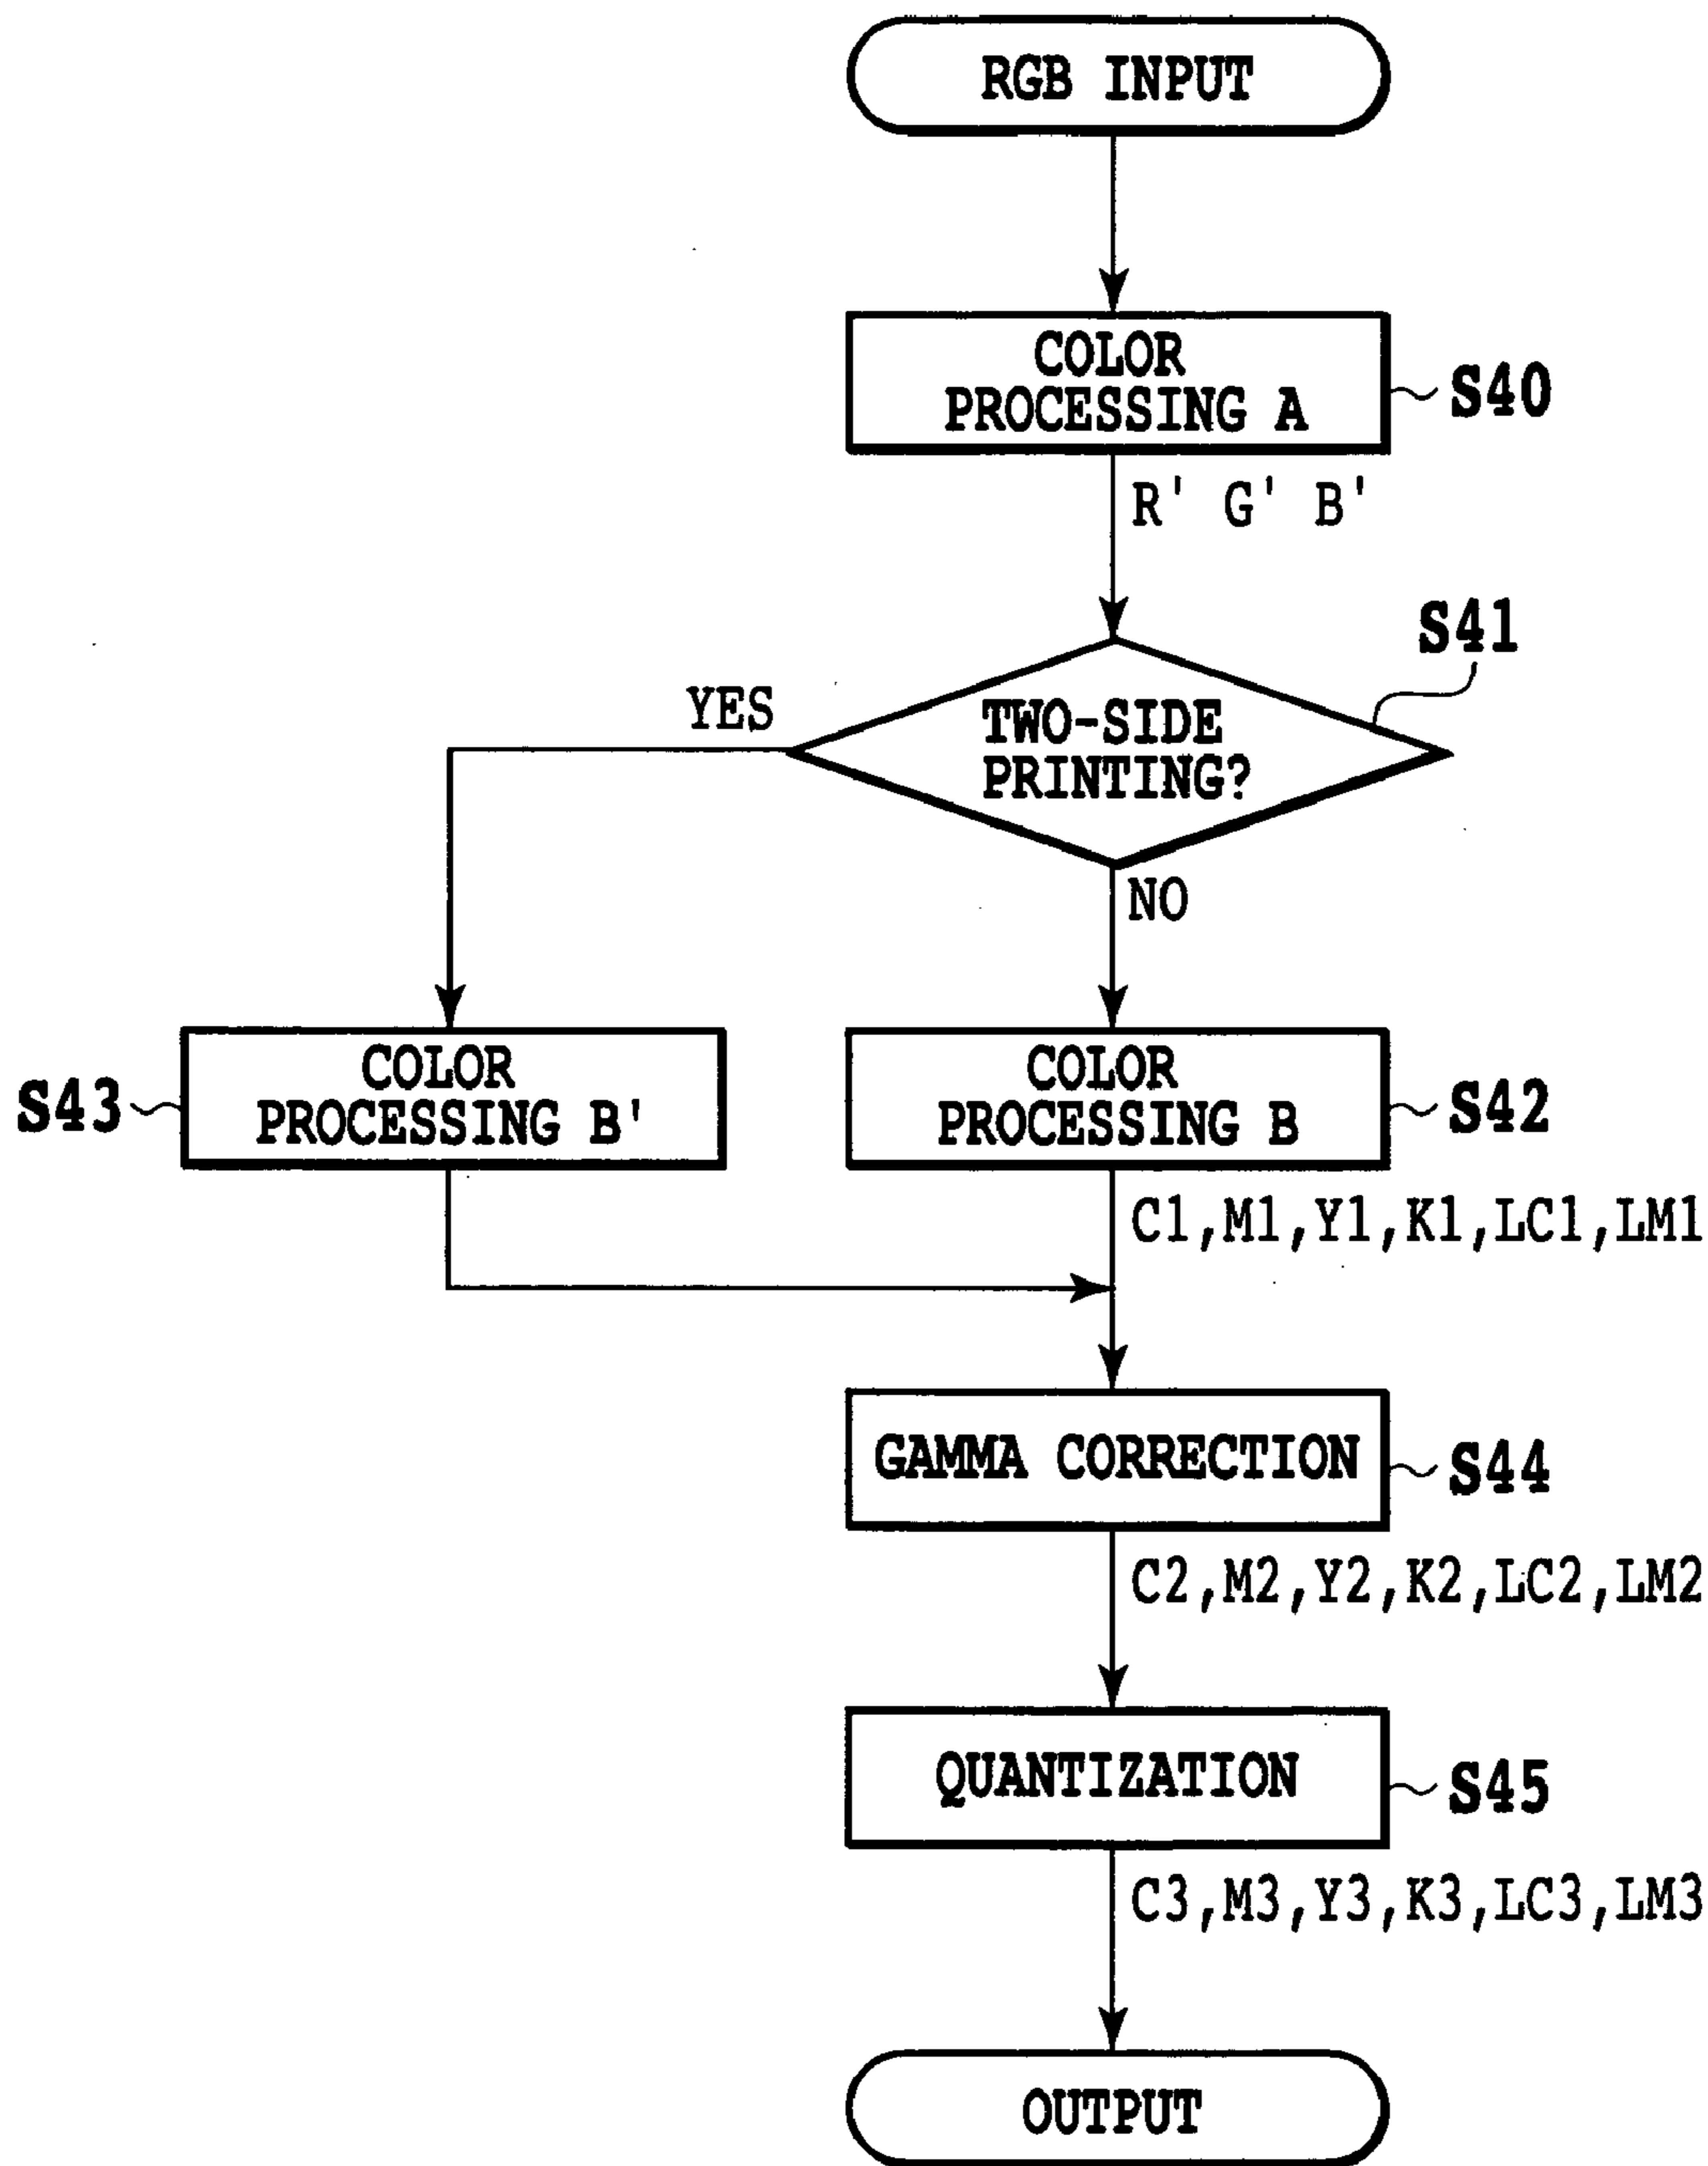 RGB INPUT
COLOR
PROCESSING A
S40
R' G' B'
S41
YES
TWO-SIDE
PRINTING?
NO
S43
COLOR
PROCESSING B'
COLOR
PROCESSING B
S42
C1,M1,Y1,K1,LC1,LM1
GAMMA CORRECTION
S44
C2,M2,Y2,K2,LC2,LM2
QUANTIZATION
S45
C3,M3,Y3,K3,LC3,LM3
OUTPUT